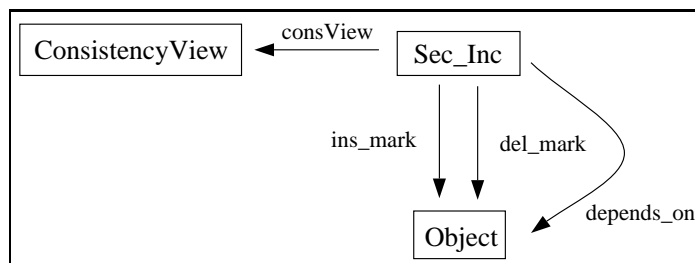 consView
ConsistencyView
Sec_Inc
ins_mark
del_mark
depends_on
Object